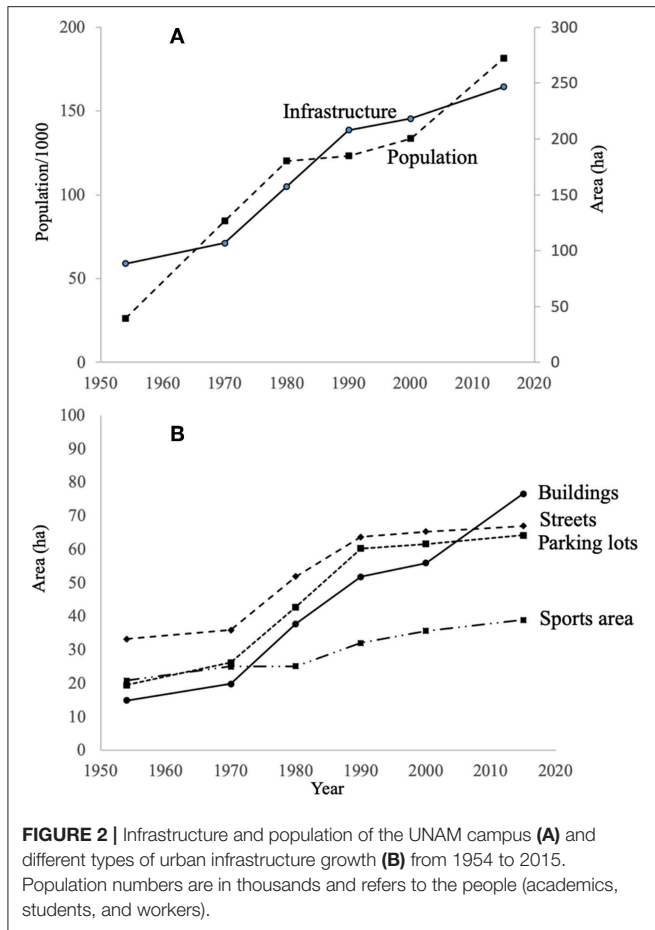 A
200
150
100
50
0
Population/1000
300
250
200
150
100
50
0
Area (ha)
Infrastructure
Population
1950 1960 1970 1980 1990 2000 2010 2020
B
100
90
80
70
60
50
40
30
20
10
0
Area (ha)
Buildings
Streets
Parking lots
Sports area
1950 1960 1970 1980 1990 2000 2010 2020
Year
FIGURE 2 | Infrastructure and population of the UNAM campus (A) and
different types of urban infrastructure growth (B) from 1954 to 2015.
Population numbers are in thousands and refers to the people (academics,
students, and workers).